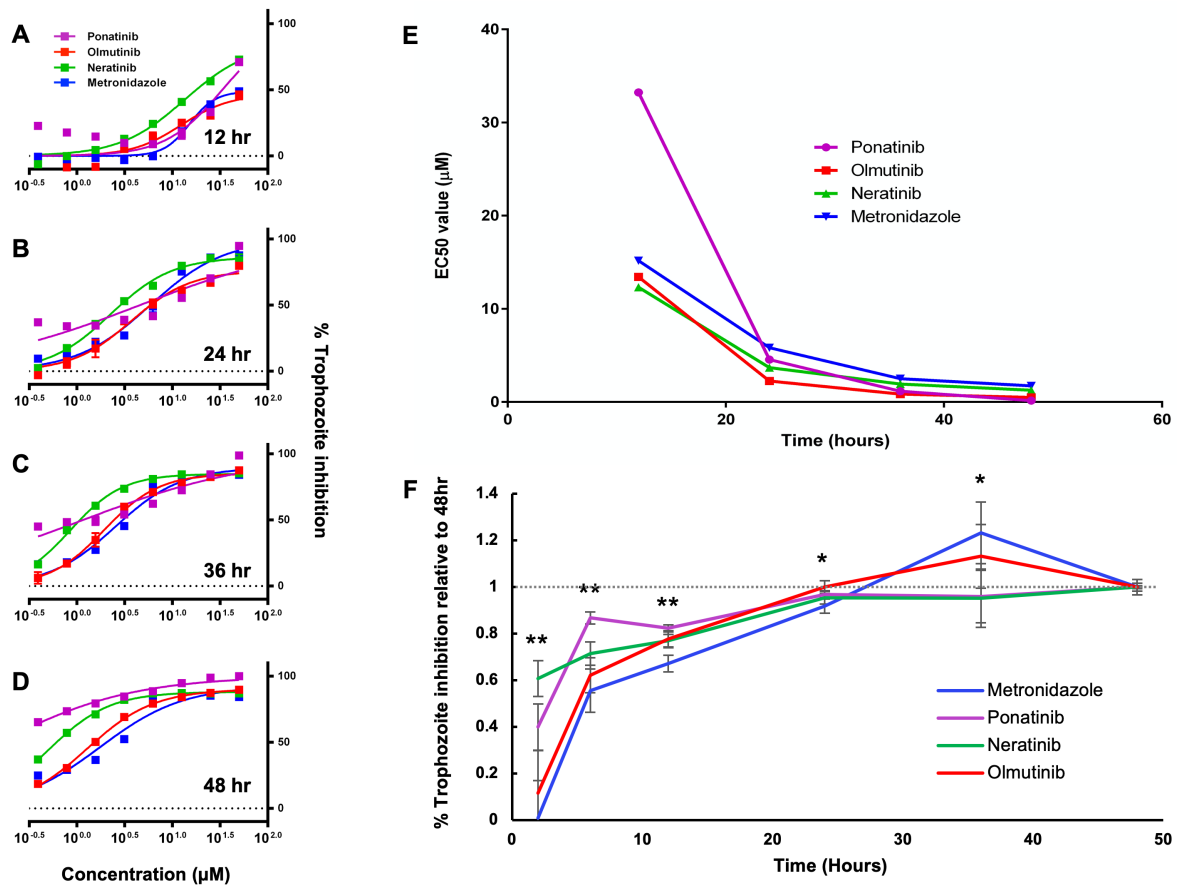 A
Ponatinib
Olmutinib
Neratinib
Metronidazole
100
50
0
12 hr
10^-0.5 10^0.0 10^0.5 10^1.0 10^1.5 10^2.0
B
100
50
0
24 hr
10^-0.5 10^0.0 10^0.5 10^1.0 10^1.5 10^2.0
C
100
50
0
36 hr
10^-0.5 10^0.0 10^0.5 10^1.0 10^1.5 10^2.0
D
100
50
0
48 hr
10^-0.5 10^0.0 10^0.5 10^1.0 10^1.5 10^2.0
Concentration (µM)
% Trophozoite inhibition
E
EC50 value (µM)
40
30
20
10
0
Ponatinib
Olmutinib
Neratinib
Metronidazole
0 20 40 60
Time (hours)
F
% Trophozoite inhibition relative to 48hr
1.4
1.2
1
0.8
0.6
0.4
0.2
0
** ** ** * *
Metronidazole
Ponatinib
Neratinib
Olmutinib
0 10 20 30 40 50
Time (Hours)